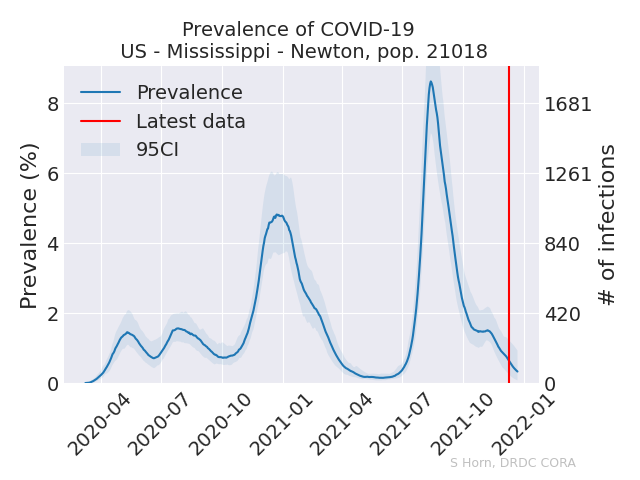 Prevalence of COVID-19
US - Mississippi - Newton, pop. 21018
Prevalence
Latest data
95CI
Prevalence (%)
8
6
4
2
0
# of infections
1681
1261
840
420
0
2020-04
2020-07
2020-10
2021-01
2021-04
2021-07
2021-10
2022-01
S Horn, DRDC CORA